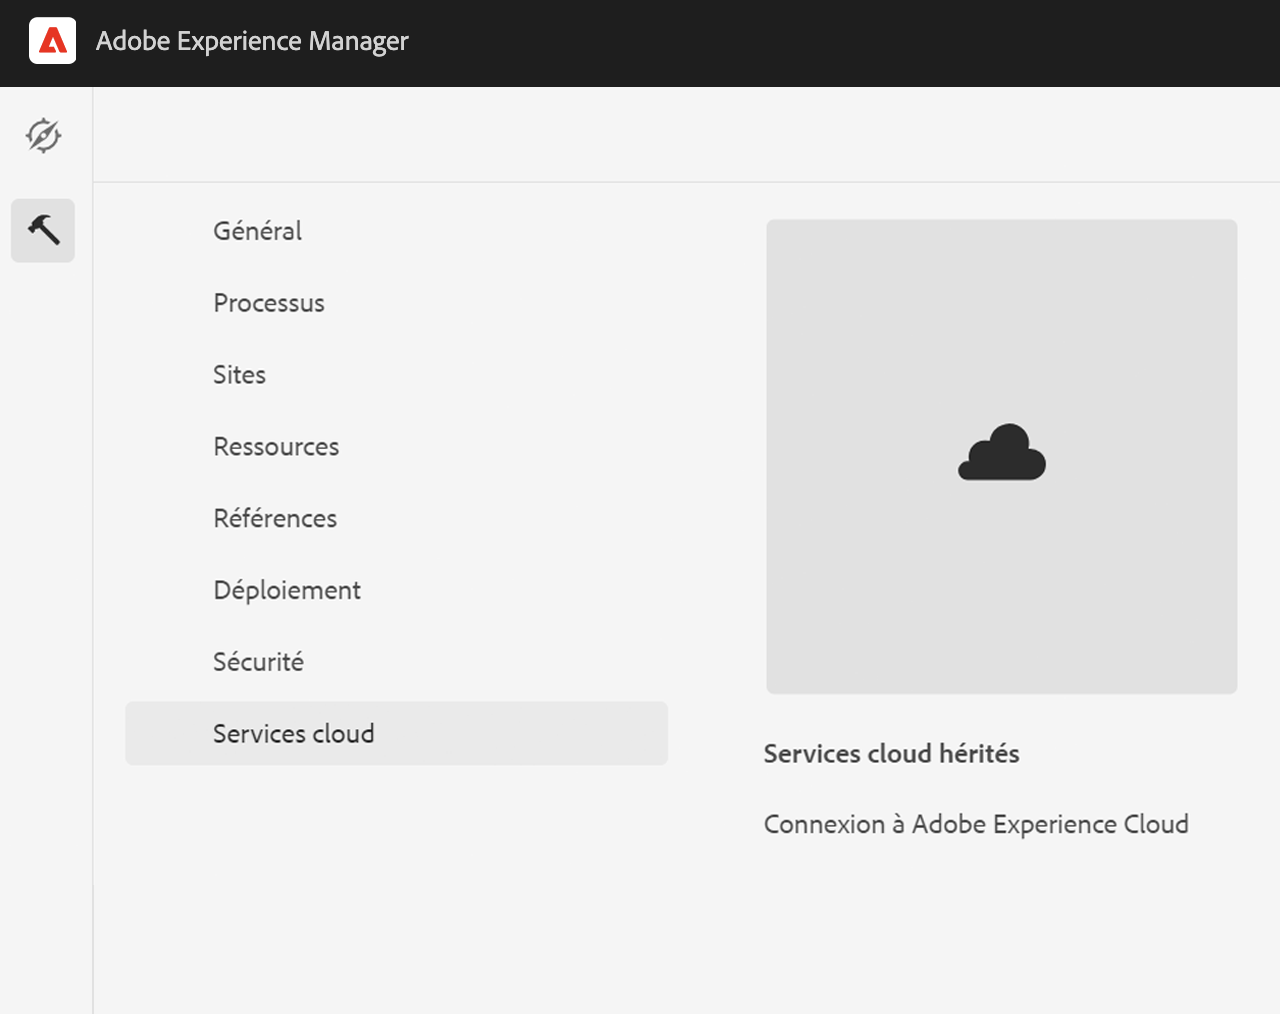 Adobe Experience Manager
Général
Processus
Sites
Ressources
Références
Déploiement
Sécurité
Services cloud
Services cloud hérités
Connexion à Adobe Experience Cloud